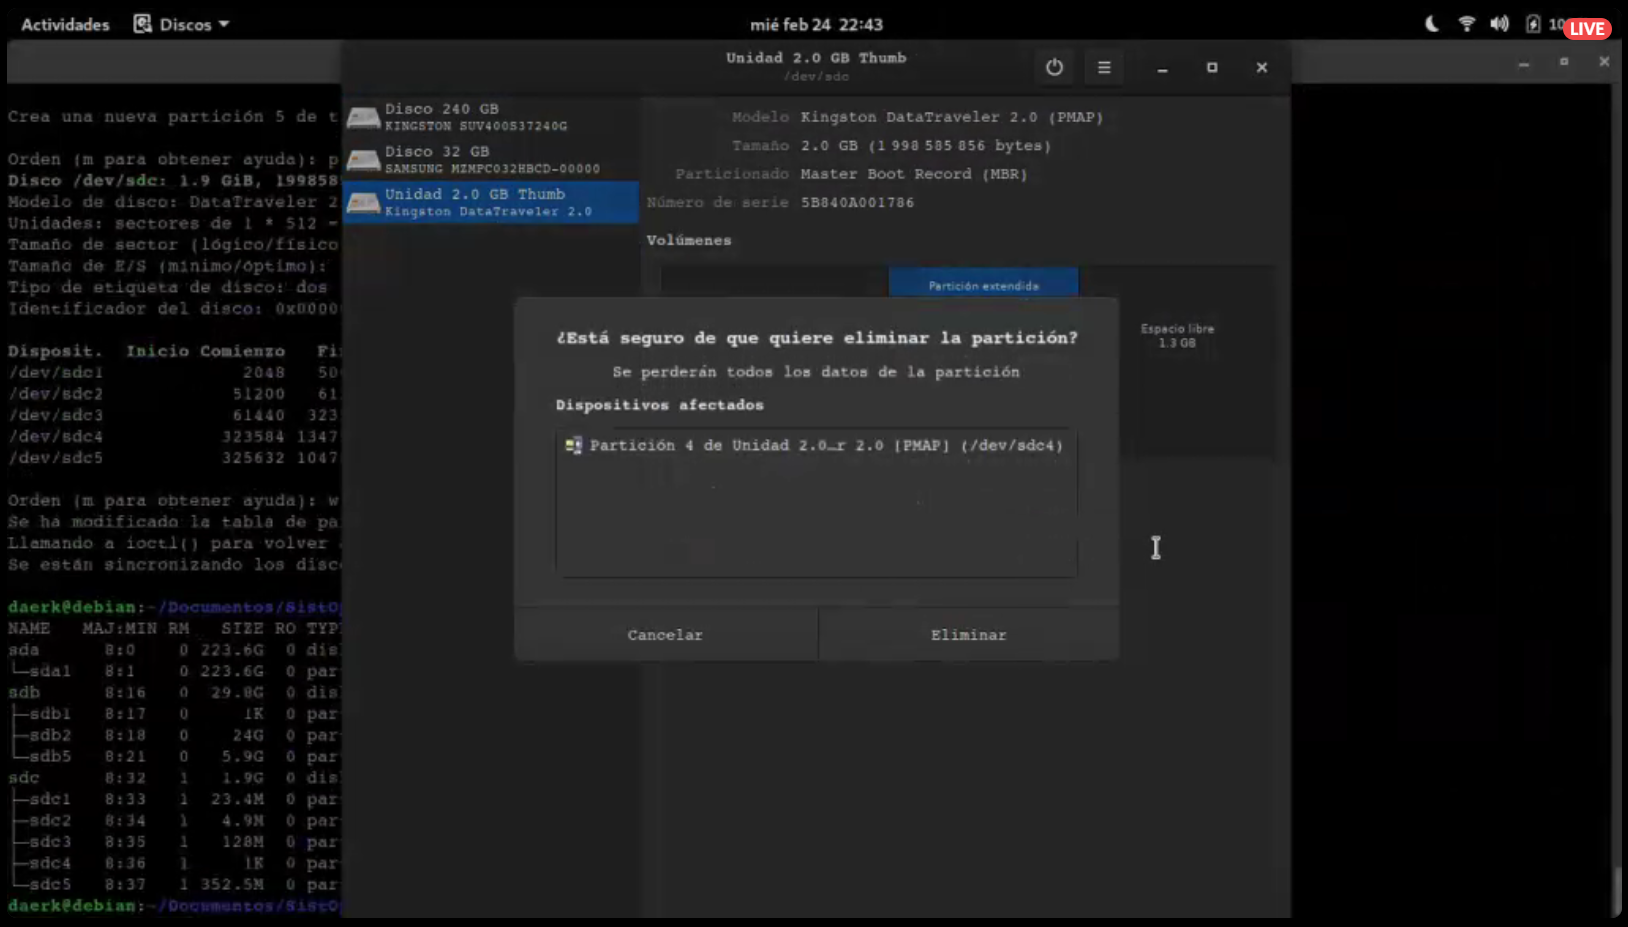 Actividades Discos mié feb 24 22:43 LIVE
Unidad 2.0 GB Thumb
/dev/sdc
Crea una nueva partición 5 de t
Orden (m para obtener ayuda): p
Disco /dev/sdc: 1.9 GiB, 199858
Modelo de disco: DataTraveler 2
Unidades: sectores de 1 * 512 =
Tamaño de sector (lógico/físico
Tamaño de E/S (mínimo/óptimo):
Tipo de etiqueta de disco: dos
Identificador del disco: 0x0000
Disposit. Inicio Comienzo Fi
/dev/sdc1 2048 50
/dev/sdc2 51200 61
/dev/sdc3 61440 323
/dev/sdc4 323584 1347
/dev/sdc5 325632 1047
Orden (m para obtener ayuda): w
Se ha modificado la tabla de pa
Llamando a ioctl() para volver
Se están sincronizando los disc
daerk@debian:~/Documentos/SistO
NAME MAJ:MIN RM SIZE RO TYP
sda 8:0 0 223.6G 0 dis
└─sda1 8:1 0 223.6G 0 par
sdb 8:16 0 29.8G 0 dis
├─sdb1 8:17 0 1K 0 par
├─sdb2 8:18 0 24G 0 par
└─sdb5 8:21 0 5.9G 0 par
sdc 8:32 1 1.9G 0 dis
├─sdc1 8:33 1 23.4M 0 par
├─sdc2 8:34 1 4.9M 0 par
├─sdc3 8:35 1 128M 0 par
├─sdc4 8:36 1 1K 0 par
└─sdc5 8:37 1 352.5M 0 par
daerk@debian:~/Documentos/SistO
Disco 240 GB
KINGSTON SUV400S37240G
Disco 32 GB
SAMSUNG MZMPC032HBCD-00000
Unidad 2.0 GB Thumb
Kingston DataTraveler 2.0
Modelo Kingston DataTraveler 2.0 (PMAP)
Tamaño 2.0 GB (1 998 585 856 bytes)
Particionado Master Boot Record (MBR)
Número de serie 5B840A001786
Volúmenes
Partición extendida
Espacio libre
1.3 GB
¿Está seguro de que quiere eliminar la partición?
Se perderán todos los datos de la partición
Dispositivos afectados
Partición 4 de Unidad 2.0…r 2.0 [PMAP] (/dev/sdc4)
Cancelar Eliminar